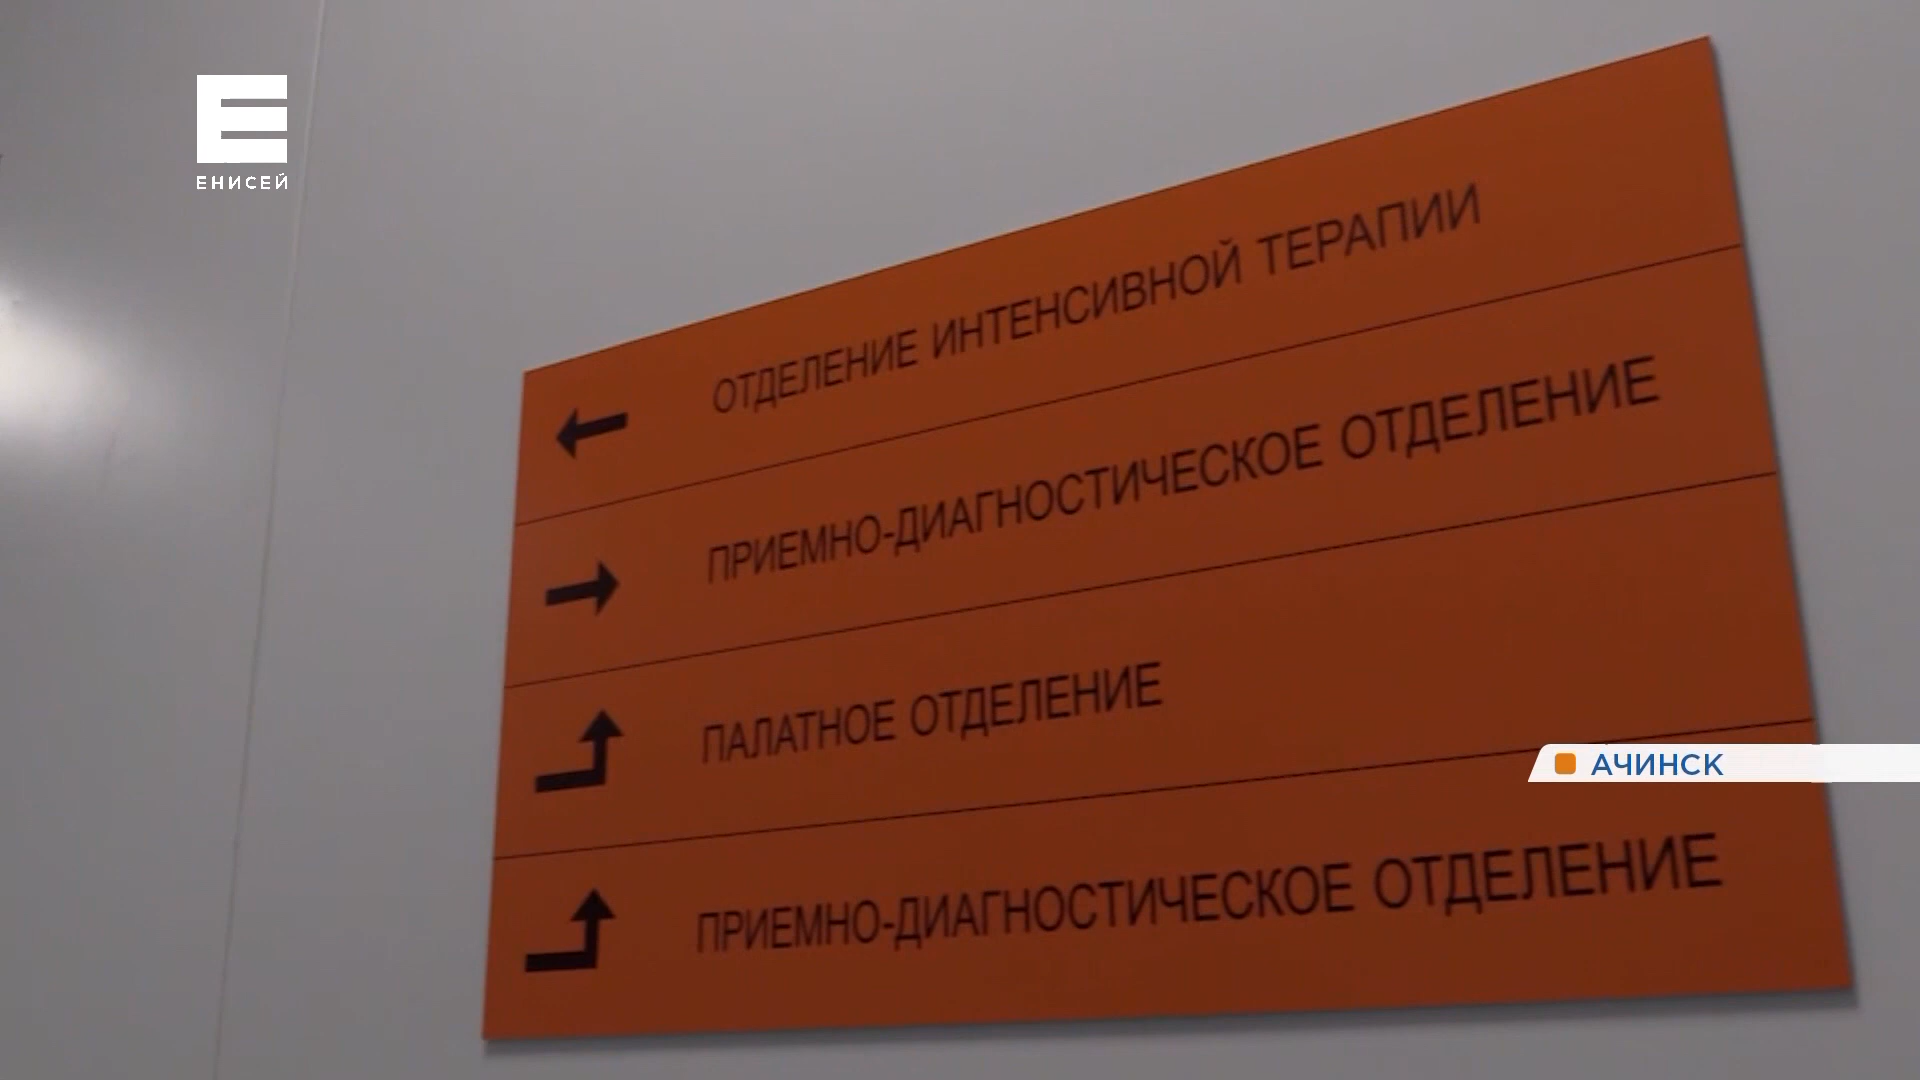 ЕНИСЕЙ
ОТДЕЛЕНИЕ ИНТЕНСИВНОЙ ТЕРАПИИ
ПРИЕМНО-ДИАГНОСТИЧЕСКОЕ ОТДЕЛЕНИЕ
ПАЛАТНОЕ ОТДЕЛЕНИЕ
АЧИНСК
ПРИЕМНО-ДИАГНОСТИЧЕСКОЕ ОТДЕЛЕНИЕ